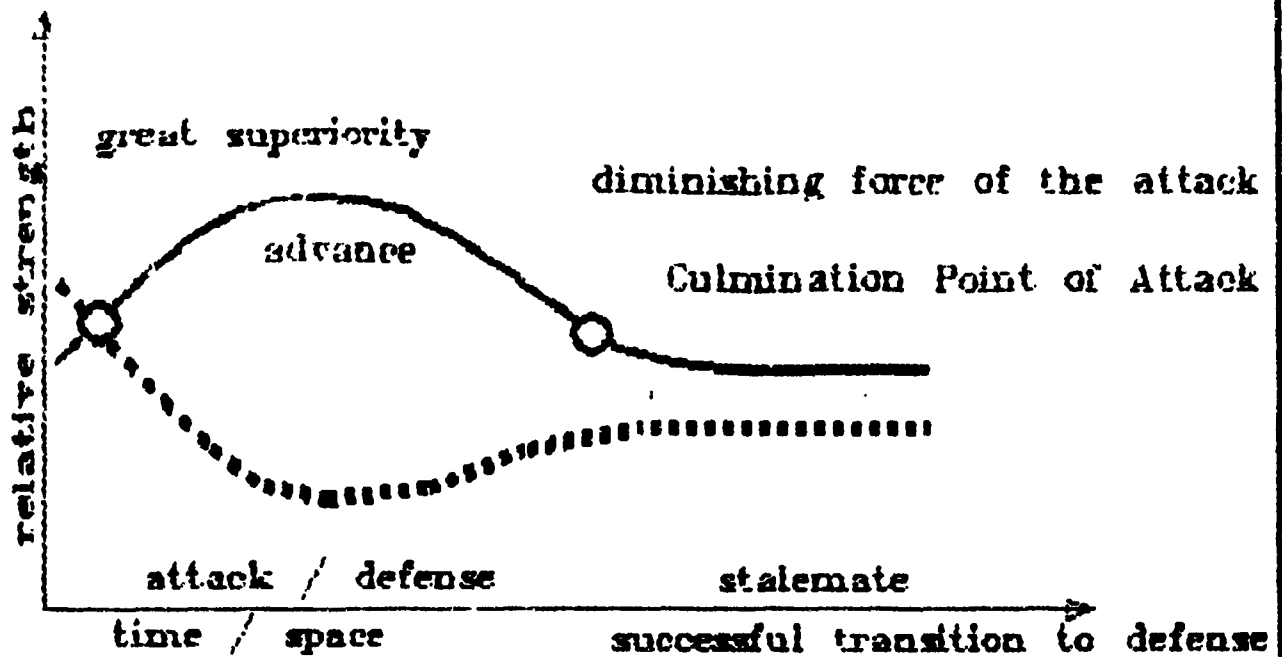 relative strength
great superiority
diminishing force of the attack
advance
Culmination Point of Attack
attack / defense
stalemate
time / space
successful transition to defense